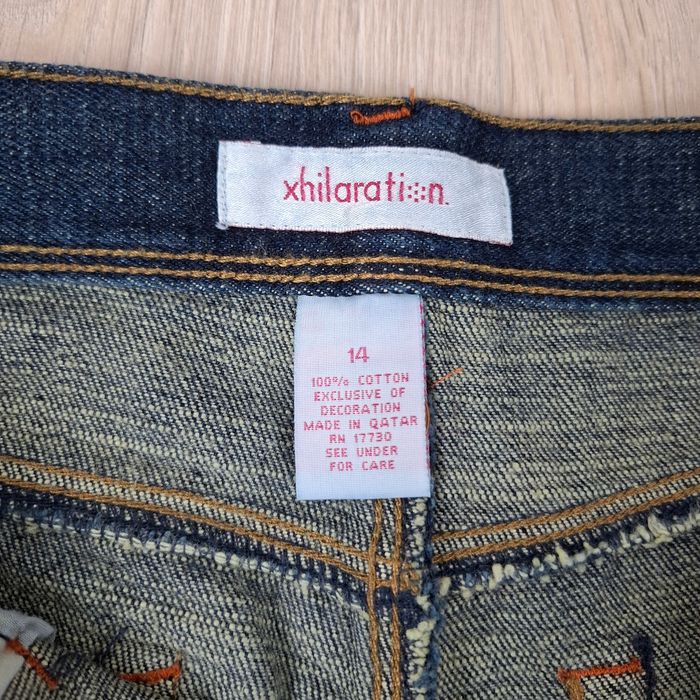 xhilaration.
14
100% COTTON
EXCLUSIVE OF
DECORATION
MADE IN QATAR
RN 17730
SEE UNDER
FOR CARE